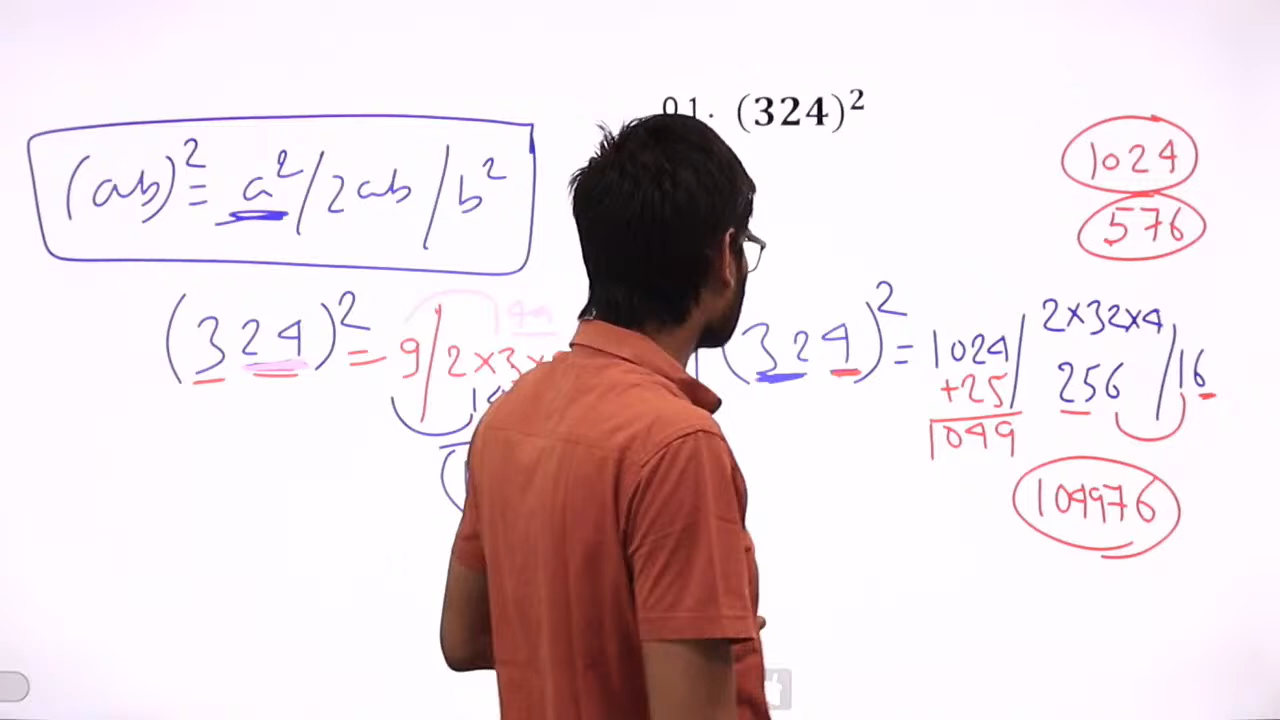 01. (324)²
(ab)² = a²/2ab/b²
1024
576
(324)² = 9/2×3×
(324)² = 1024/2×32×4/16
+25 256
1049
104976